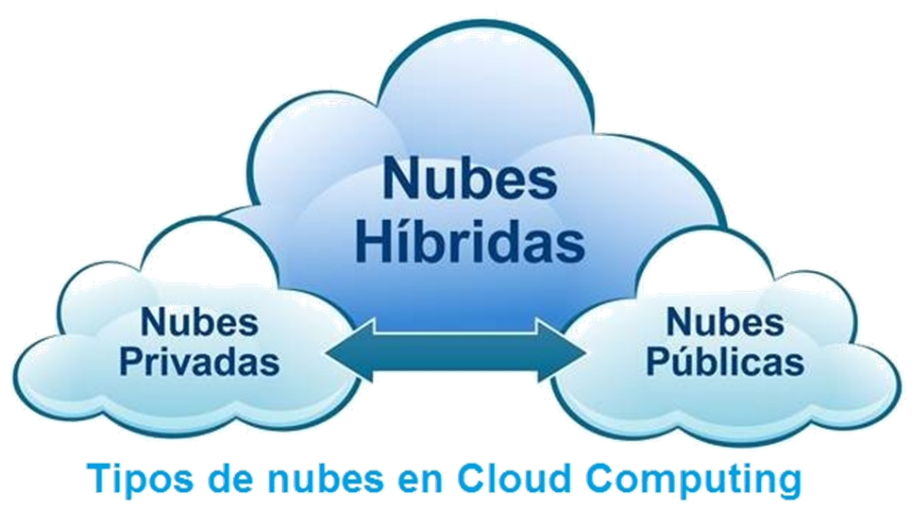 Nubes
Híbridas
Nubes
Privadas
Nubes
Públicas
Tipos de nubes en Cloud Computing